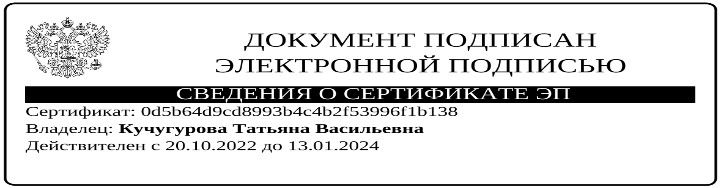 ДОКУМЕНТ ПОДПИСАН
ЭЛЕКТРОННОЙ ПОДПИСЬЮ
СВЕДЕНИЯ О СЕРТИФИКАТЕ ЭП
Сертификат: 0d5b64d9cd8993b4c4b2f53996f1b138
Владелец: Кучугурова Татьяна Васильевна
Действителен с 20.10.2022 до 13.01.2024